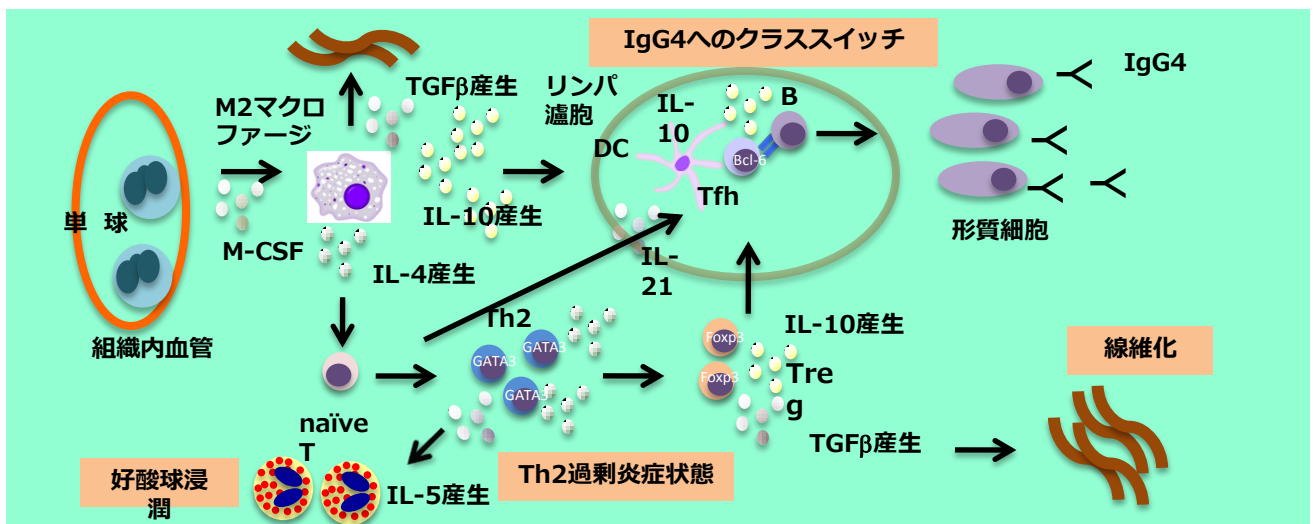 IgG4へのクラススイッチ
TGFβ産生
リンパ
濾胞
IgG4
M2マクロ
ファージ
IL-
10
B
DC
Bcl-6
Tfh
単 球
IL-10産生
M-CSF
IL-4産生
IL-
21
形質細胞
組織内血管
Th2
GATA3
GATA3
GATA3
Foxp3
Foxp3
IL-10産生
Tre
g
線維化
naïve
T
TGFβ産生
好酸球浸
潤
IL-5産生
Th2過剰炎症状態